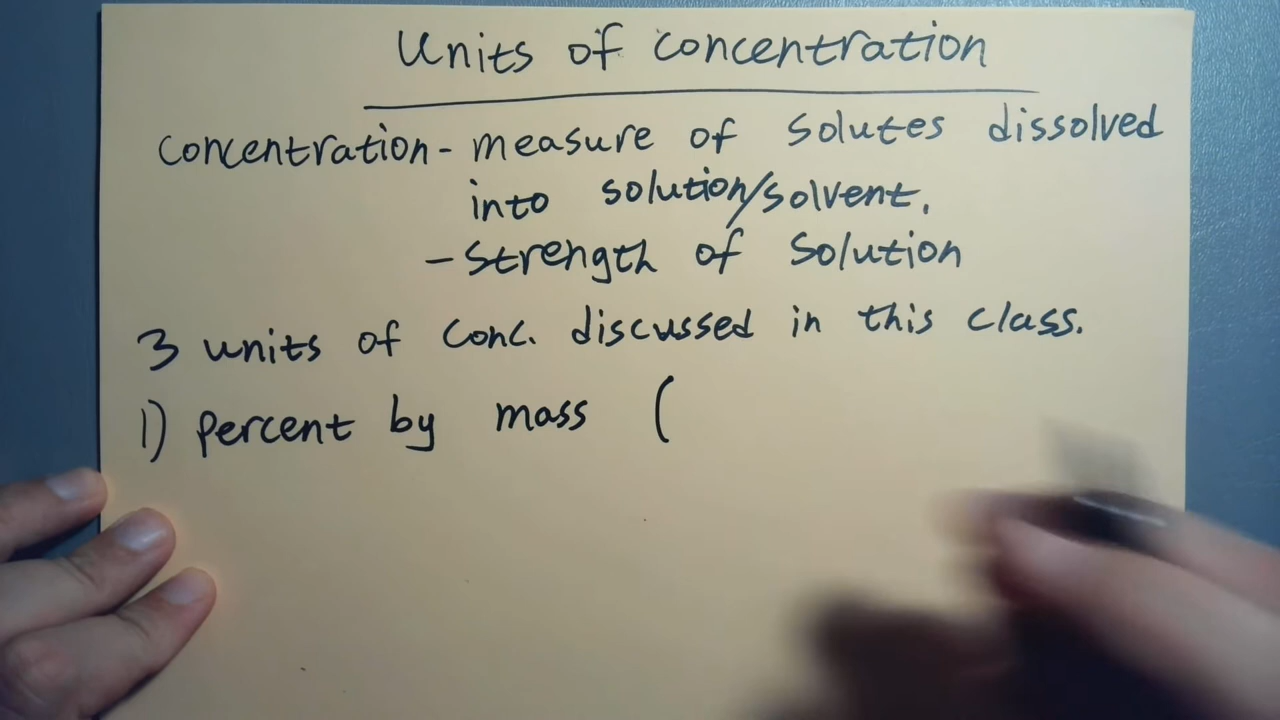 Units of concentration
concentration - measure of solutes dissolved
into solution/solvent.
- strength of solution
3 units of conc. discussed in this class.
1) percent by mass (